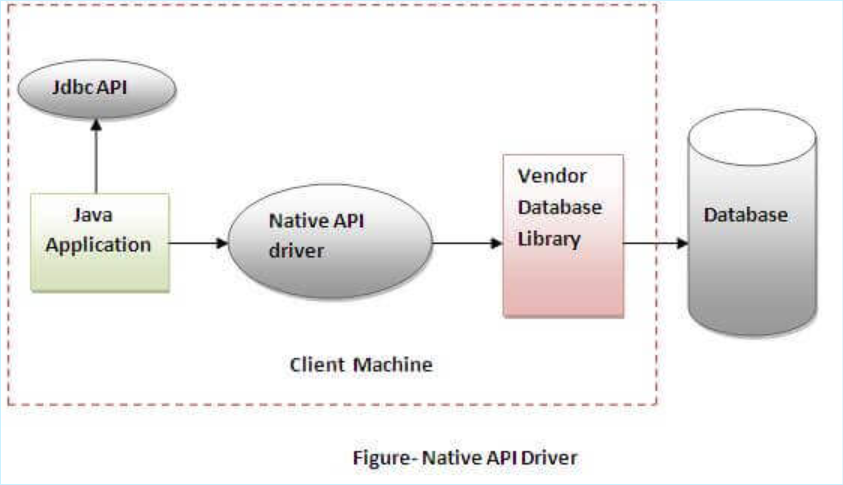 Jdbc API
Java
Application
Native API
driver
Vendor
Database
Library
Database
Client Machine
Figure- Native API Driver